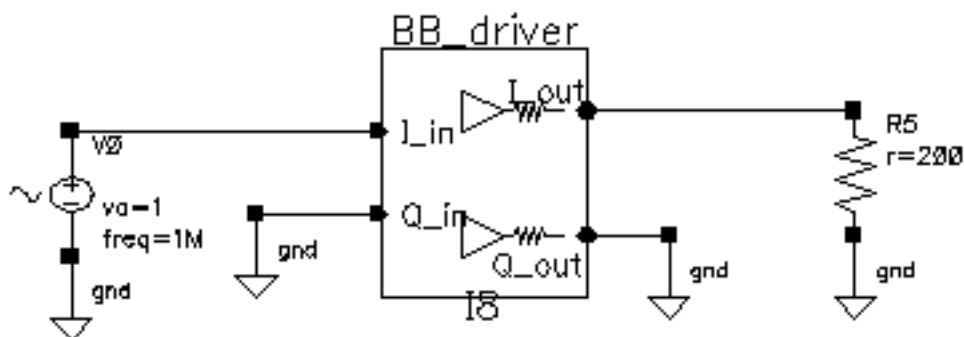 BB_driver
I_out
I_in
R5
r=200
V0
Q_in
va=1
freq=1M
gnd
gnd
Q_out
gnd
gnd
I8